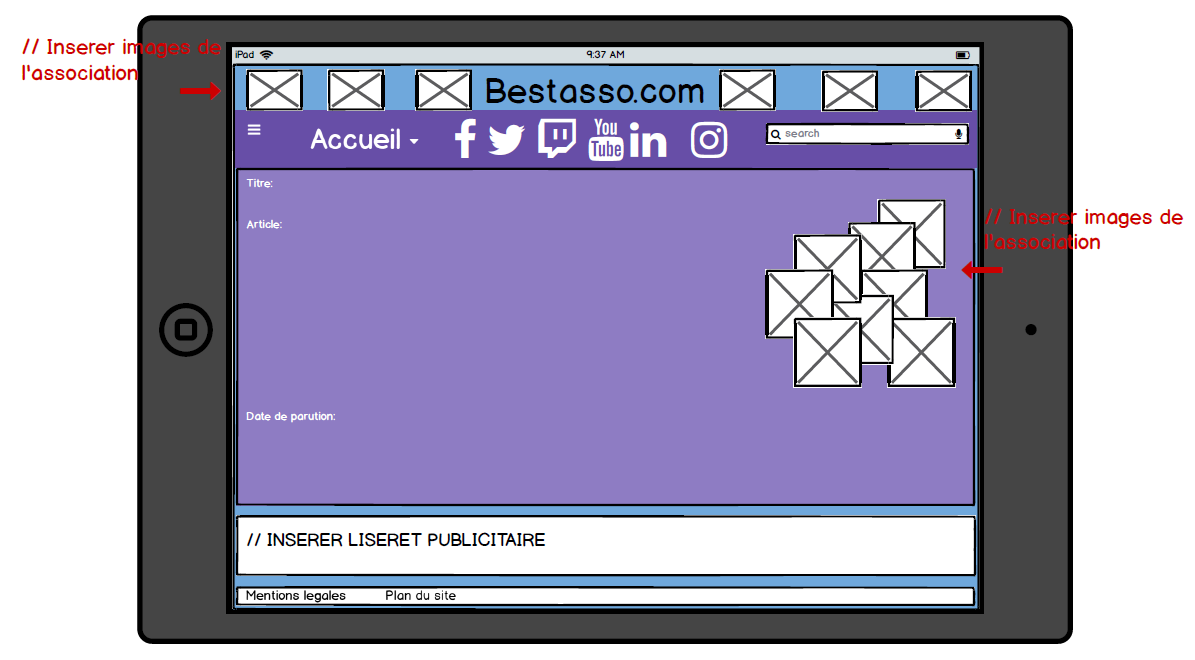 // Inserer images de
l'association
iPad
9:37 AM
Bestasso.com
Accueil
You
Tube
in
search
Titre:
Article:
// Inserer images de
l'association
Date de parution:
// INSERER LISERET PUBLICITAIRE
Mentions legales
Plan du site